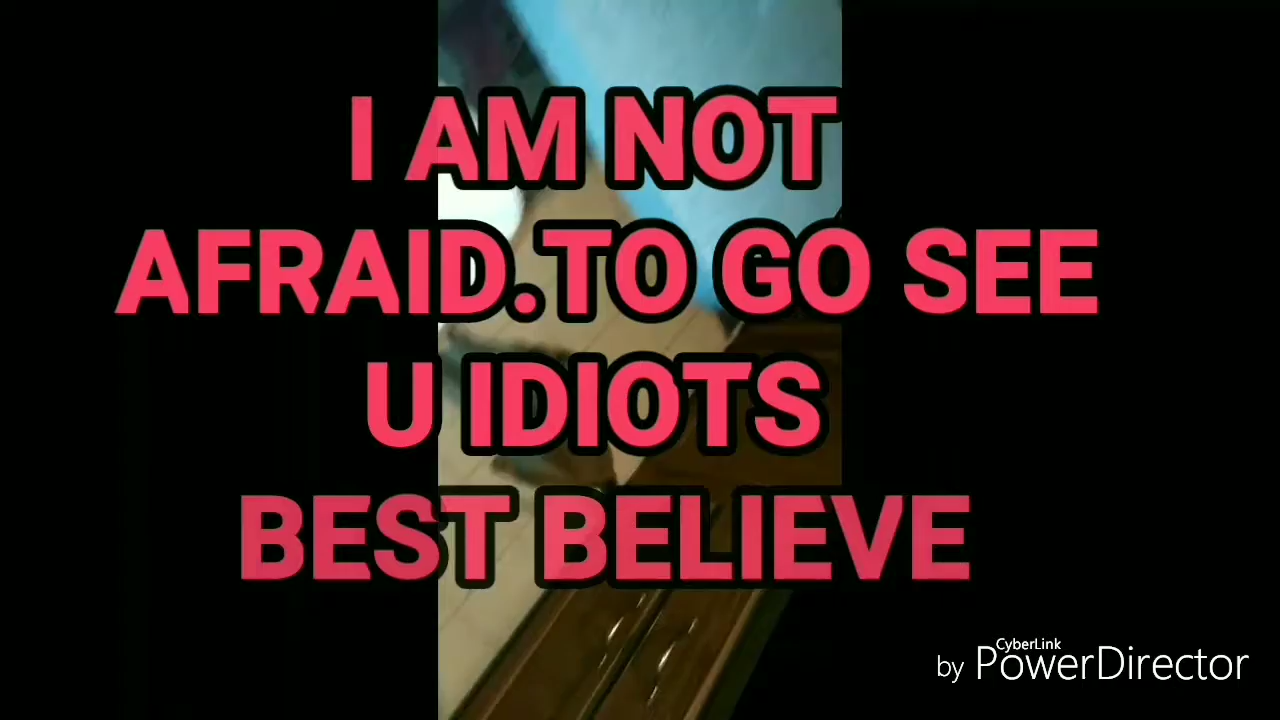 I AM NOT
AFRAID.TO GO SEE
U IDIOTS
BEST BELIEVE
CyberLink
by PowerDirector